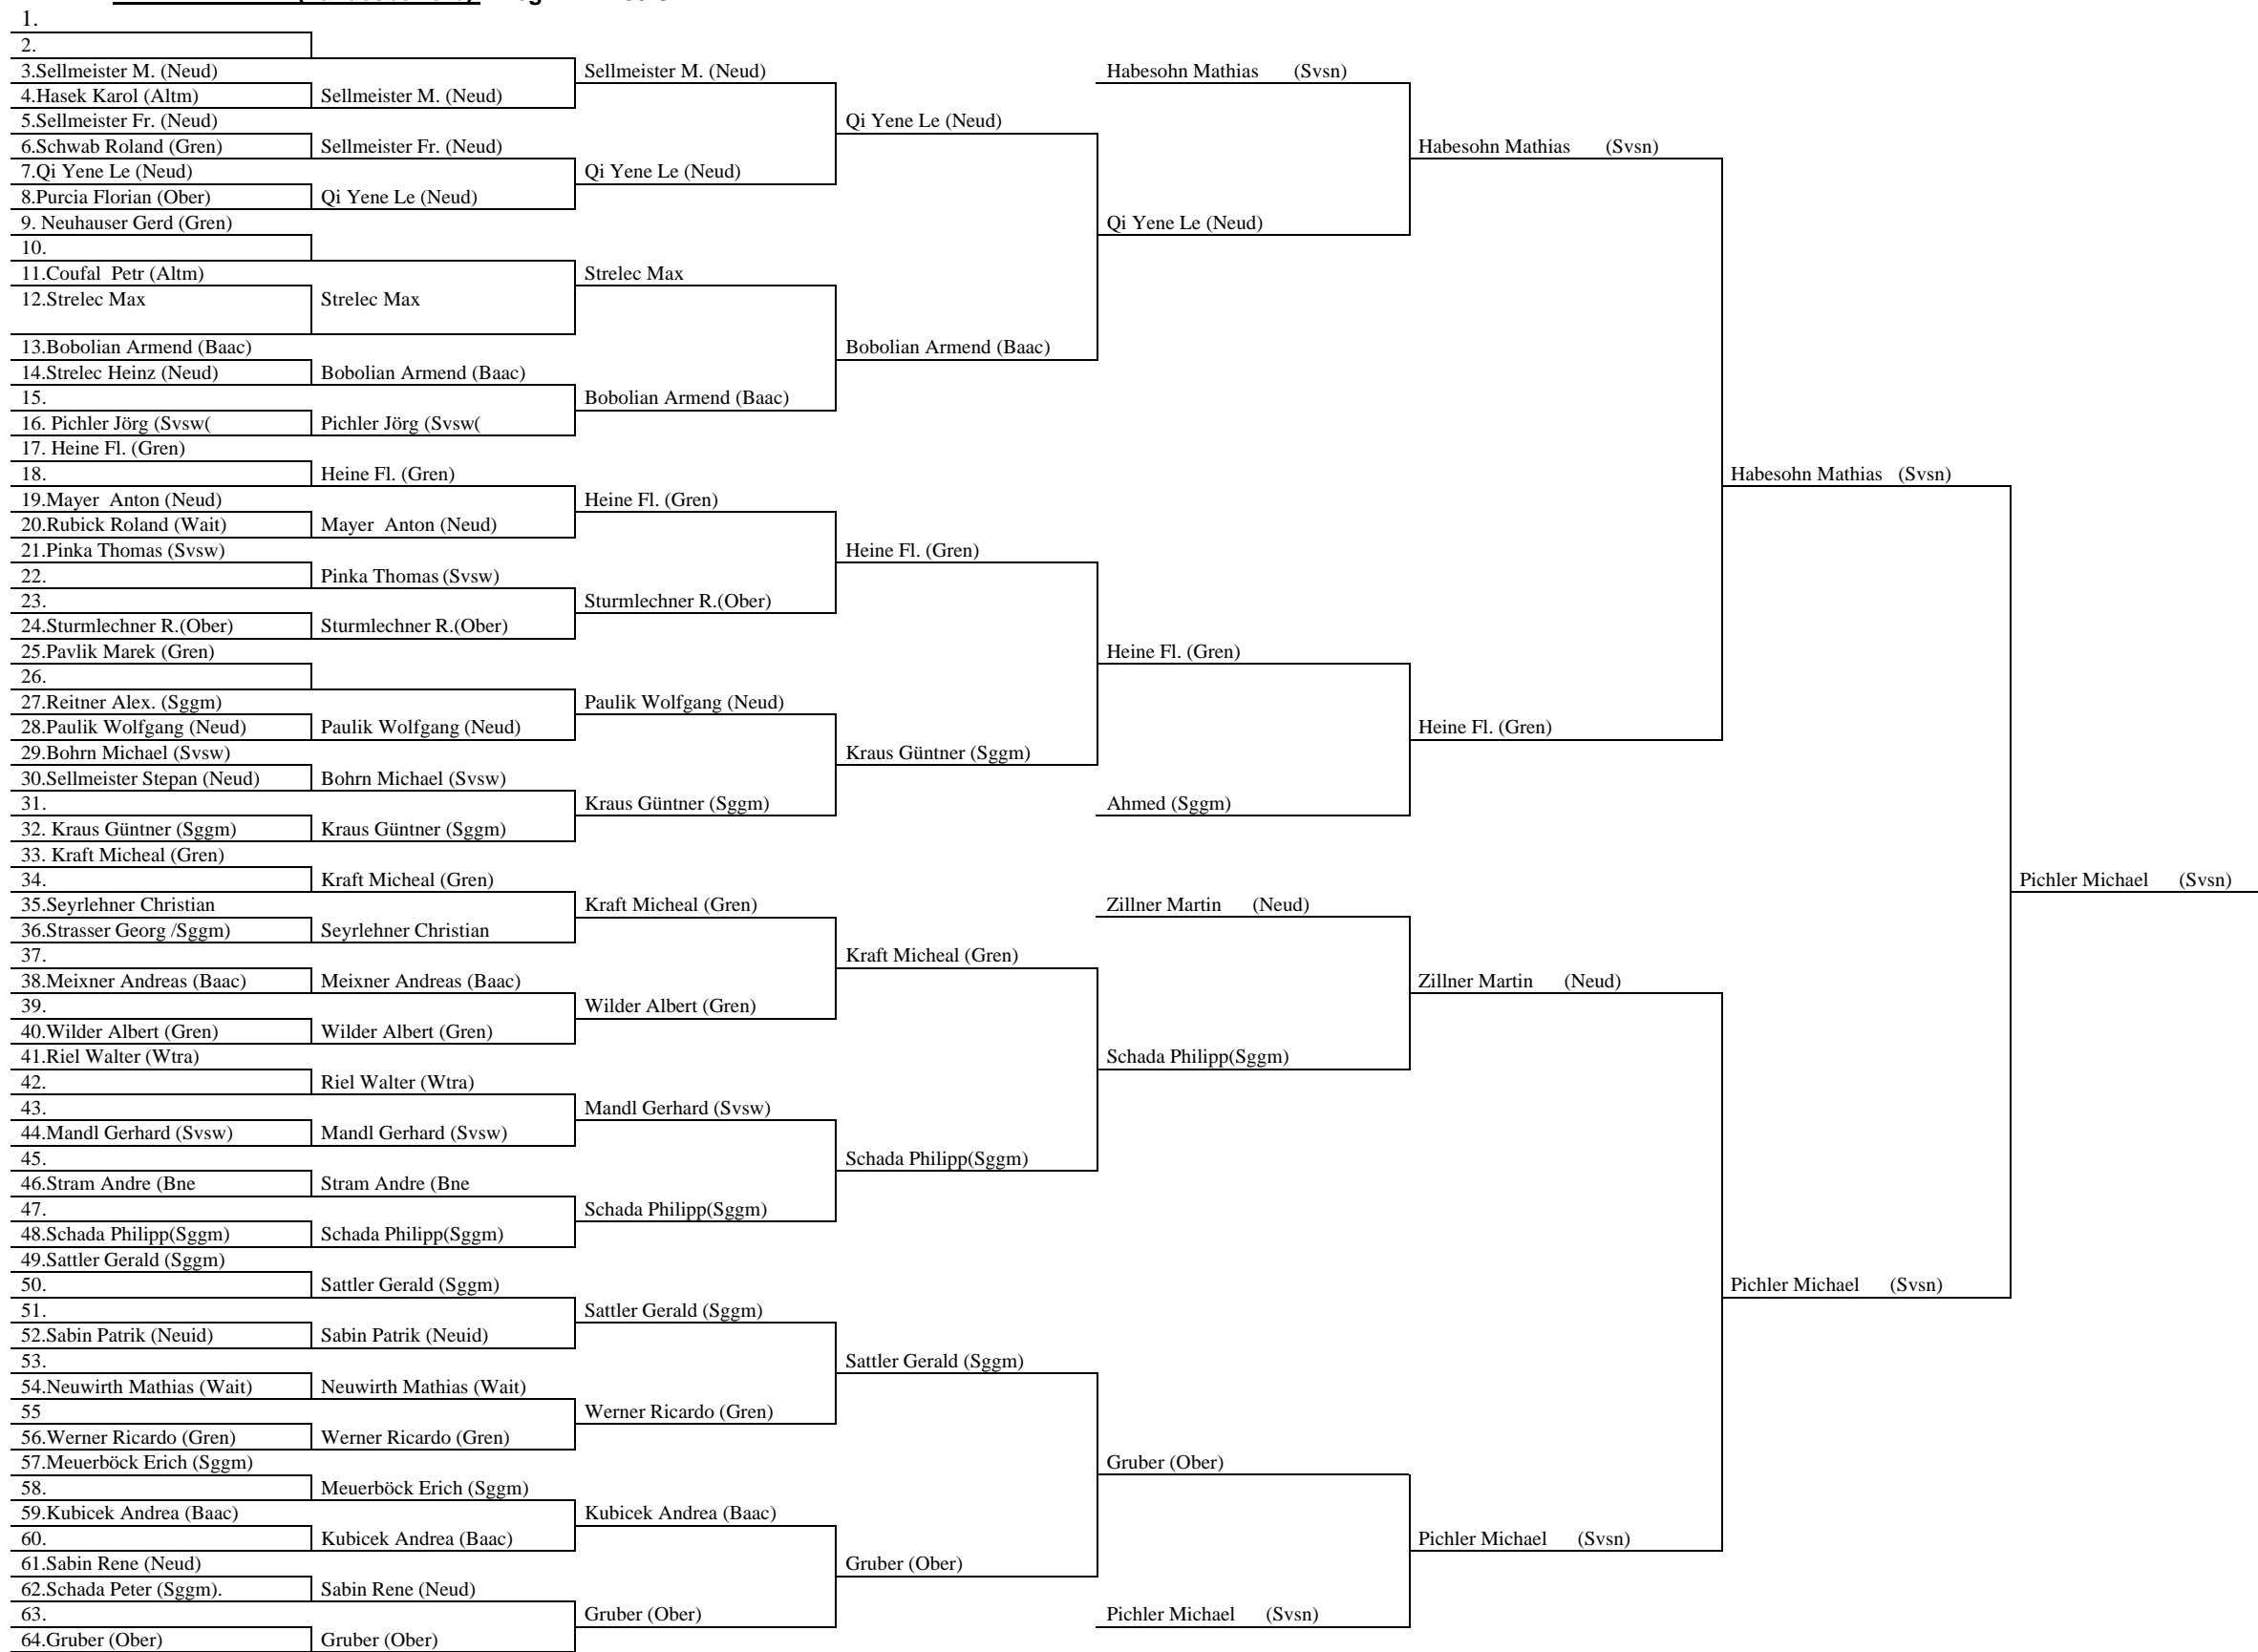 1.
2.
3.Sellmeister M. (Neud)
4.Hasek Karol (Altm)
5.Sellmeister Fr. (Neud)
6.Schwab Roland (Gren)
7.Qi Yene Le (Neud)
8.Purcia Florian (Ober)
9. Neuhauser Gerd (Gren)
10.
11.Coufal Petr (Altm)
12.Strelec Max
13.Bobolian Armend (Baac)
14.Strelec Heinz (Neud)
15.
16. Pichler Jörg (Svsw(
17. Heine Fl. (Gren)
18.
19.Mayer Anton (Neud)
20.Rubick Roland (Wait)
21.Pinka Thomas (Svsw)
22.
23.
24.Sturmlechner R.(Ober)
25.Pavlik Marek (Gren)
26.
27.Reitner Alex. (Sggm)
28.Paulik Wolfgang (Neud)
29.Bohrn Michael (Svsw)
30.Sellmeister Stepan (Neud)
31.
32. Kraus Güntner (Sggm)
33. Kraft Micheal (Gren)
34.
35.Seyrlehner Christian
36.Strasser Georg /Sggm)
37.
38.Meixner Andreas (Baac)
39.
40.Wilder Albert (Gren)
41.Riel Walter (Wtra)
42.
43.
44.Mandl Gerhard (Svsw)
45.
46.Stram Andre (Bne
47.
48.Schada Philipp(Sggm)
49.Sattler Gerald (Sggm)
50.
51.
52.Sabin Patrik (Neuid)
53.
54.Neuwirth Mathias (Wait)
55
56.Werner Ricardo (Gren)
57.Meuerböck Erich (Sggm)
58.
59.Kubicek Andrea (Baac)
60.
61.Sabin Rene (Neud)
62.Schada Peter (Sggm).
63.
64.Gruber (Ober)
Sellmeister M. (Neud)
Sellmeister Fr. (Neud)
Qi Yene Le (Neud)
Strelec Max
Bobolian Armend (Baac)
Pichler Jörg (Svsw(
Heine Fl. (Gren)
Mayer Anton (Neud)
Pinka Thomas (Svsw)
Sturmlechner R.(Ober)
Paulik Wolfgang (Neud)
Bohrn Michael (Svsw)
Kraus Güntner (Sggm)
Kraft Micheal (Gren)
Seyrlehner Christian
Meixner Andreas (Baac)
Wilder Albert (Gren)
Riel Walter (Wtra)
Mandl Gerhard (Svsw)
Stram Andre (Bne
Schada Philipp(Sggm)
Sattler Gerald (Sggm)
Sabin Patrik (Neuid)
Neuwirth Mathias (Wait)
Werner Ricardo (Gren)
Meuerböck Erich (Sggm)
Kubicek Andrea (Baac)
Sabin Rene (Neud)
Gruber (Ober)
Sellmeister M. (Neud)
Qi Yene Le (Neud)
Strelec Max
Bobolian Armend (Baac)
Heine Fl. (Gren)
Sturmlechner R.(Ober)
Paulik Wolfgang (Neud)
Kraus Güntner (Sggm)
Kraft Micheal (Gren)
Wilder Albert (Gren)
Mandl Gerhard (Svsw)
Schada Philipp(Sggm)
Sattler Gerald (Sggm)
Werner Ricardo (Gren)
Kubicek Andrea (Baac)
Gruber (Ober)
Qi Yene Le (Neud)
Bobolian Armend (Baac)
Heine Fl. (Gren)
Kraus Güntner (Sggm)
Kraft Micheal (Gren)
Schada Philipp(Sggm)
Sattler Gerald (Sggm)
Gruber (Ober)
Habesohn Mathias (Svsn)
Qi Yene Le (Neud)
Heine Fl. (Gren)
Ahmed (Sggm)
Zillner Martin (Neud)
Schada Philipp(Sggm)
Gruber (Ober)
Pichler Michael (Svsn)
Habesohn Mathias (Svsn)
Heine Fl. (Gren)
Zillner Martin (Neud)
Pichler Michael (Svsn)
Habesohn Mathias (Svsn)
Pichler Michael (Svsn)
Pichler Michael (Svsn)